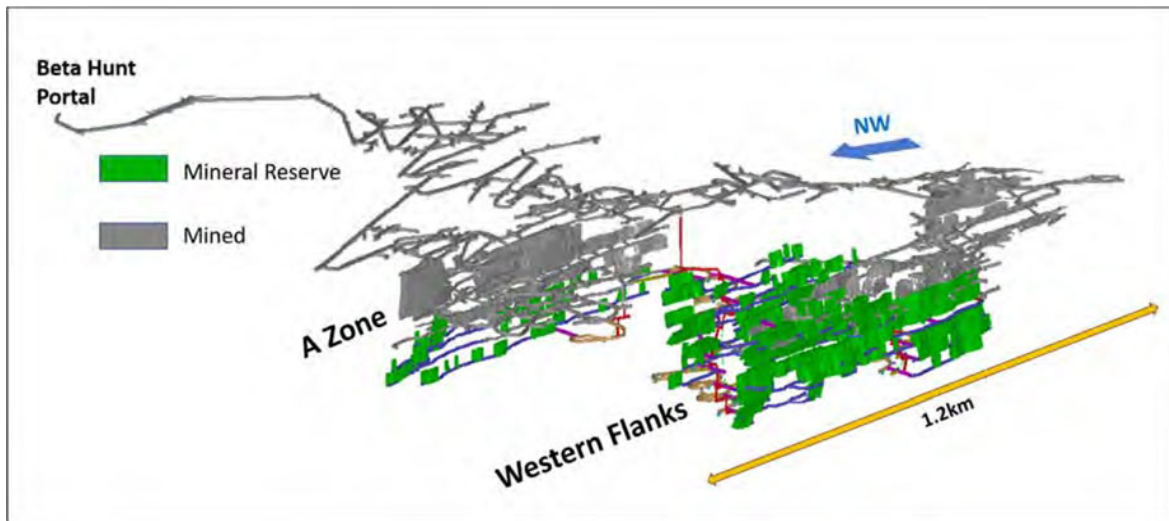 Beta Hunt
Portal
NW
Mineral Reserve
Mined
A Zone
Western Flanks
1.2km